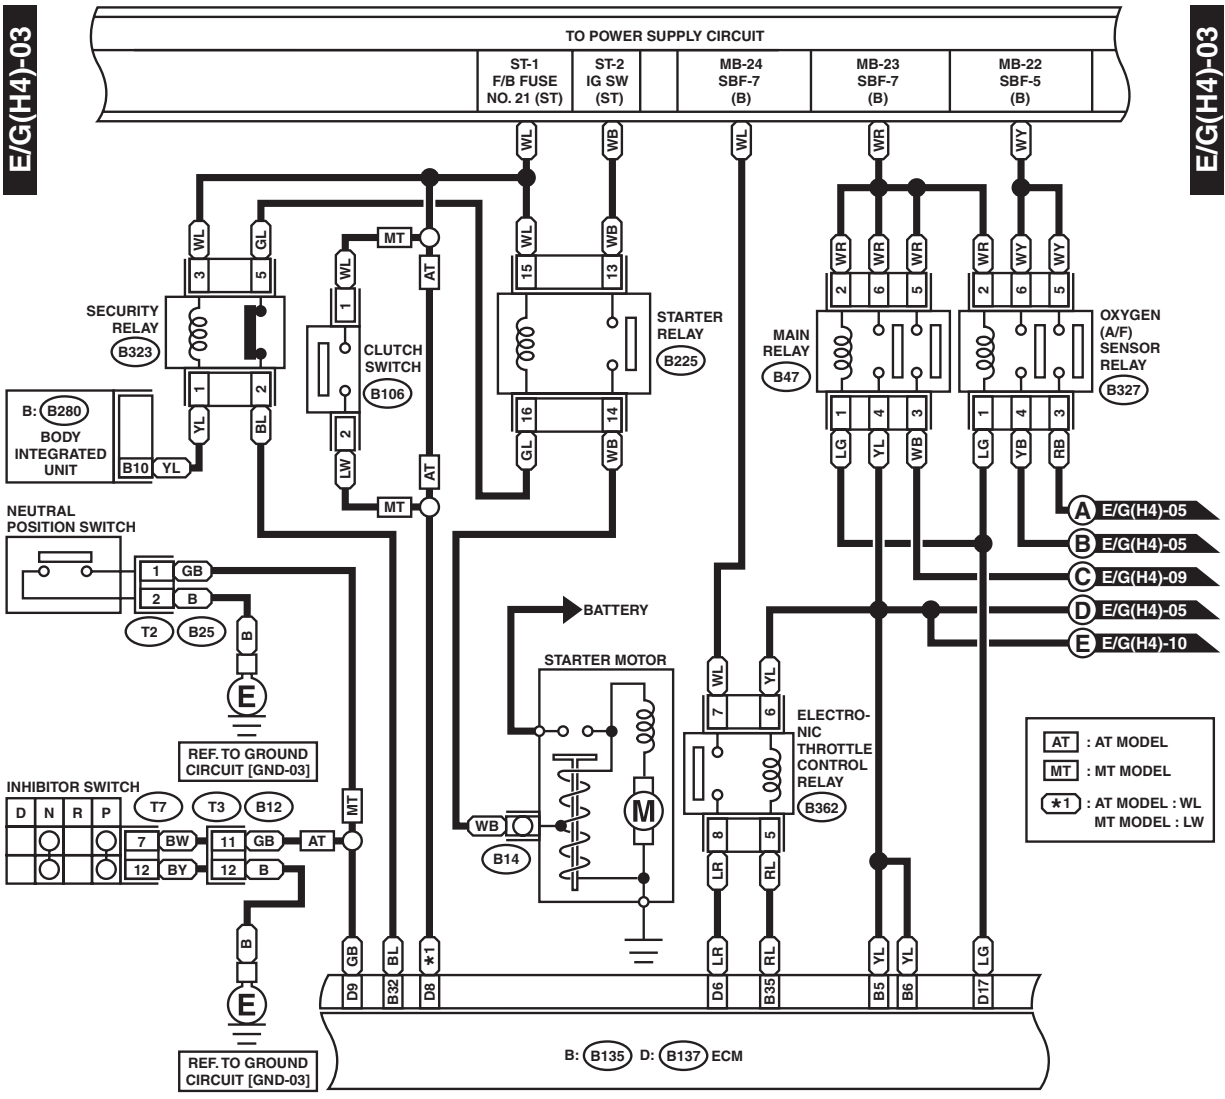 E/G(H4)-03
E/G(H4)-03
TO POWER SUPPLY CIRCUIT
ST-1
F/B FUSE
NO. 21 (ST)
ST-2
IG SW
(ST)
MB-24
SBF-7
(B)
MB-23
SBF-7
(B)
MB-22
SBF-5
(B)
WL
WB
WL
WR
WY
WL
GL
MT
WL
AT
WL
WB
WR
WR
WR
WR
WY
WY
3
5
1
15
13
2
6
5
2
6
5
SECURITY
RELAY
B323
CLUTCH
SWITCH
B106
STARTER
RELAY
B225
MAIN
RELAY
B47
OXYGEN
(A/F)
SENSOR
RELAY
B327
1
2
2
16
14
1
4
3
1
4
3
YL
BL
LW
AT
GL
WB
LG
YL
WB
LG
YB
RB
MT
B: B280
BODY
INTEGRATED
UNIT
B10
YL
A E/G(H4)-05
B E/G(H4)-05
C E/G(H4)-09
D E/G(H4)-05
E E/G(H4)-10
NEUTRAL
POSITION SWITCH
1 GB
2 B
T2
B25
B
E
REF. TO GROUND
CIRCUIT [GND-03]
BATTERY
STARTER MOTOR
M
WB
B14
WL
YL
7
6
ELECTRO-
NIC
THROTTLE
CONTROL
RELAY
B362
8
5
LR
RL
AT : AT MODEL
MT : MT MODEL
*1 : AT MODEL : WL
MT MODEL : LW
INHIBITOR SWITCH
D N R P
T7
T3
B12
7 BW 11 GB AT
12 BY 12 B
MT
B
E
REF. TO GROUND
CIRCUIT [GND-03]
GB
BL
*1
LR
RL
YL
YL
LG
D9
B32
D8
D6
B35
B5
B6
D17
B: B135 D: B137 ECM